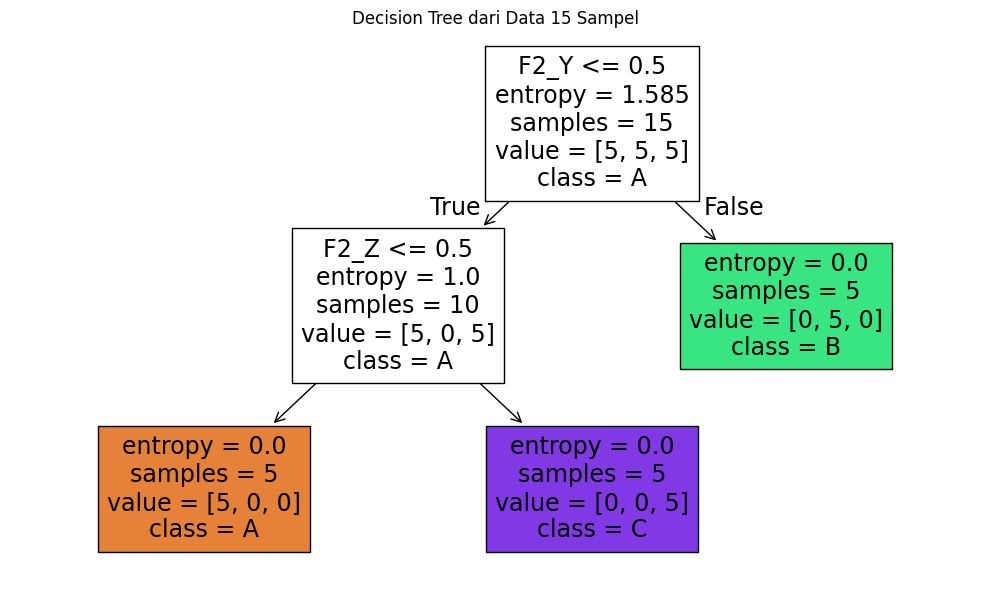 Decision Tree dari Data 15 Sampel
F2_Y <= 0.5
entropy = 1.585
samples = 15
value = [5, 5, 5]
class = A
True
False
F2_Z <= 0.5
entropy = 1.0
samples = 10
value = [5, 0, 5]
class = A
entropy = 0.0
samples = 5
value = [0, 5, 0]
class = B
entropy = 0.0
samples = 5
value = [5, 0, 0]
class = A
entropy = 0.0
samples = 5
value = [0, 0, 5]
class = C